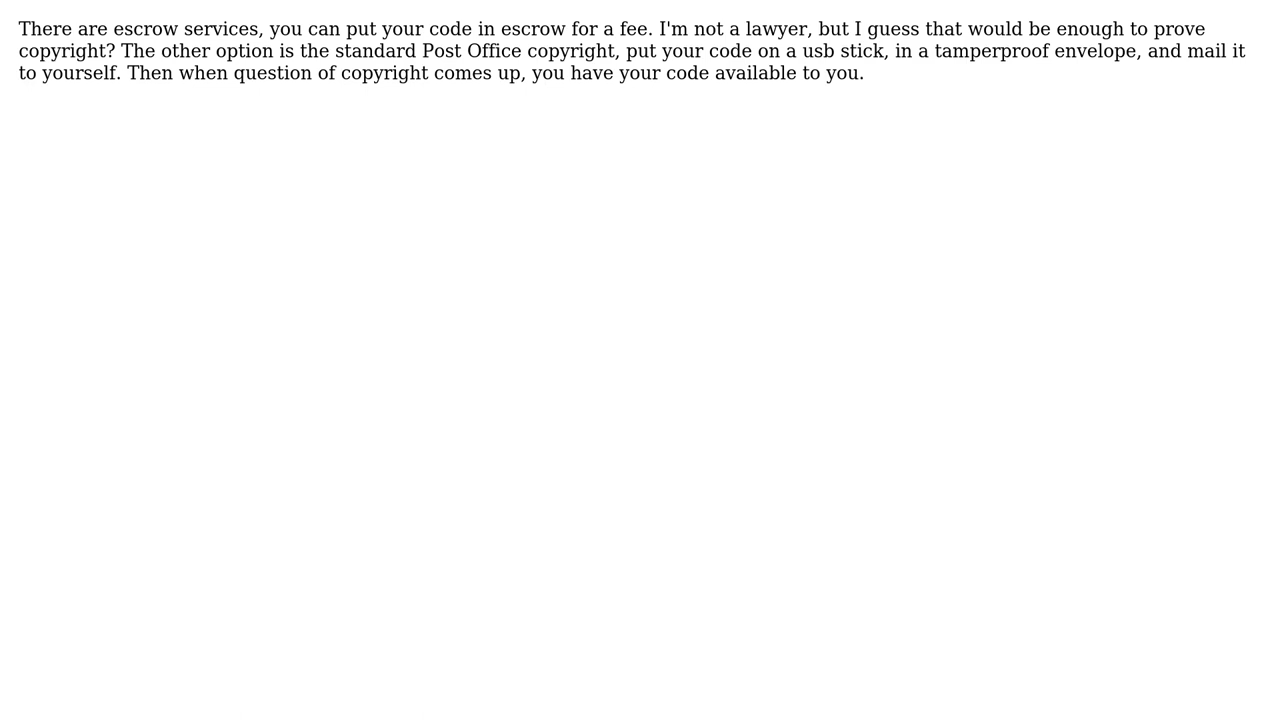 There are escrow services, you can put your code in escrow for a fee. I'm not a lawyer, but I guess that would be enough to prove
copyright? The other option is the standard Post Office copyright, put your code on a usb stick, in a tamperproof envelope, and mail it
to yourself. Then when question of copyright comes up, you have your code available to you.